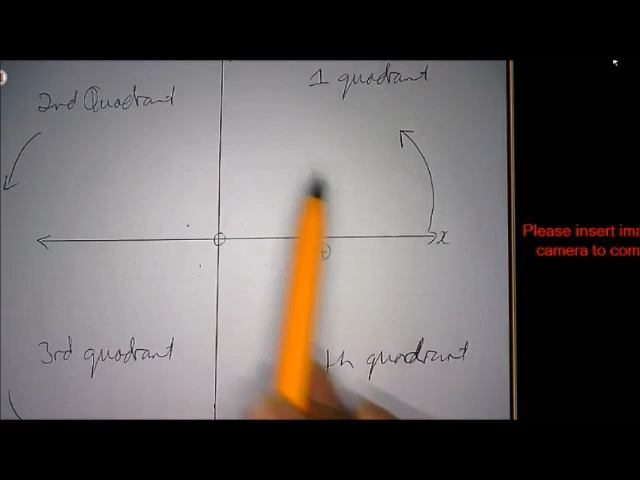 1 quadrant
2nd Quadrant
x
+
3rd quadrant
th quadrant
Please insert ima
camera to com